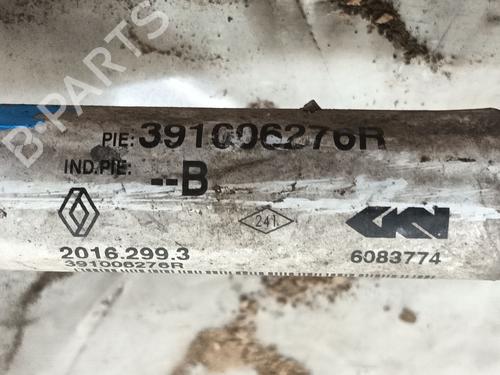 B-PARTS
PIE: 391006276R
IND.PIE: --B
241
GKN
2016.299.3
6083774
391006276R